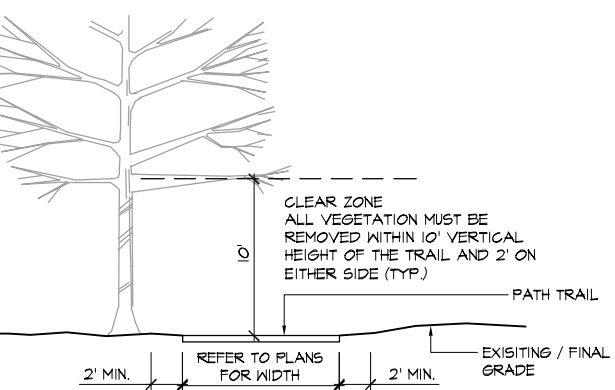 CLEAR ZONE
ALL VEGETATION MUST BE
REMOVED WITHIN 10' VERTICAL
HEIGHT OF THE TRAIL AND 2' ON
EITHER SIDE (TYP.)
10'
PATH TRAIL
EXISITING / FINAL
GRADE
REFER TO PLANS
FOR WIDTH
2' MIN.
2' MIN.